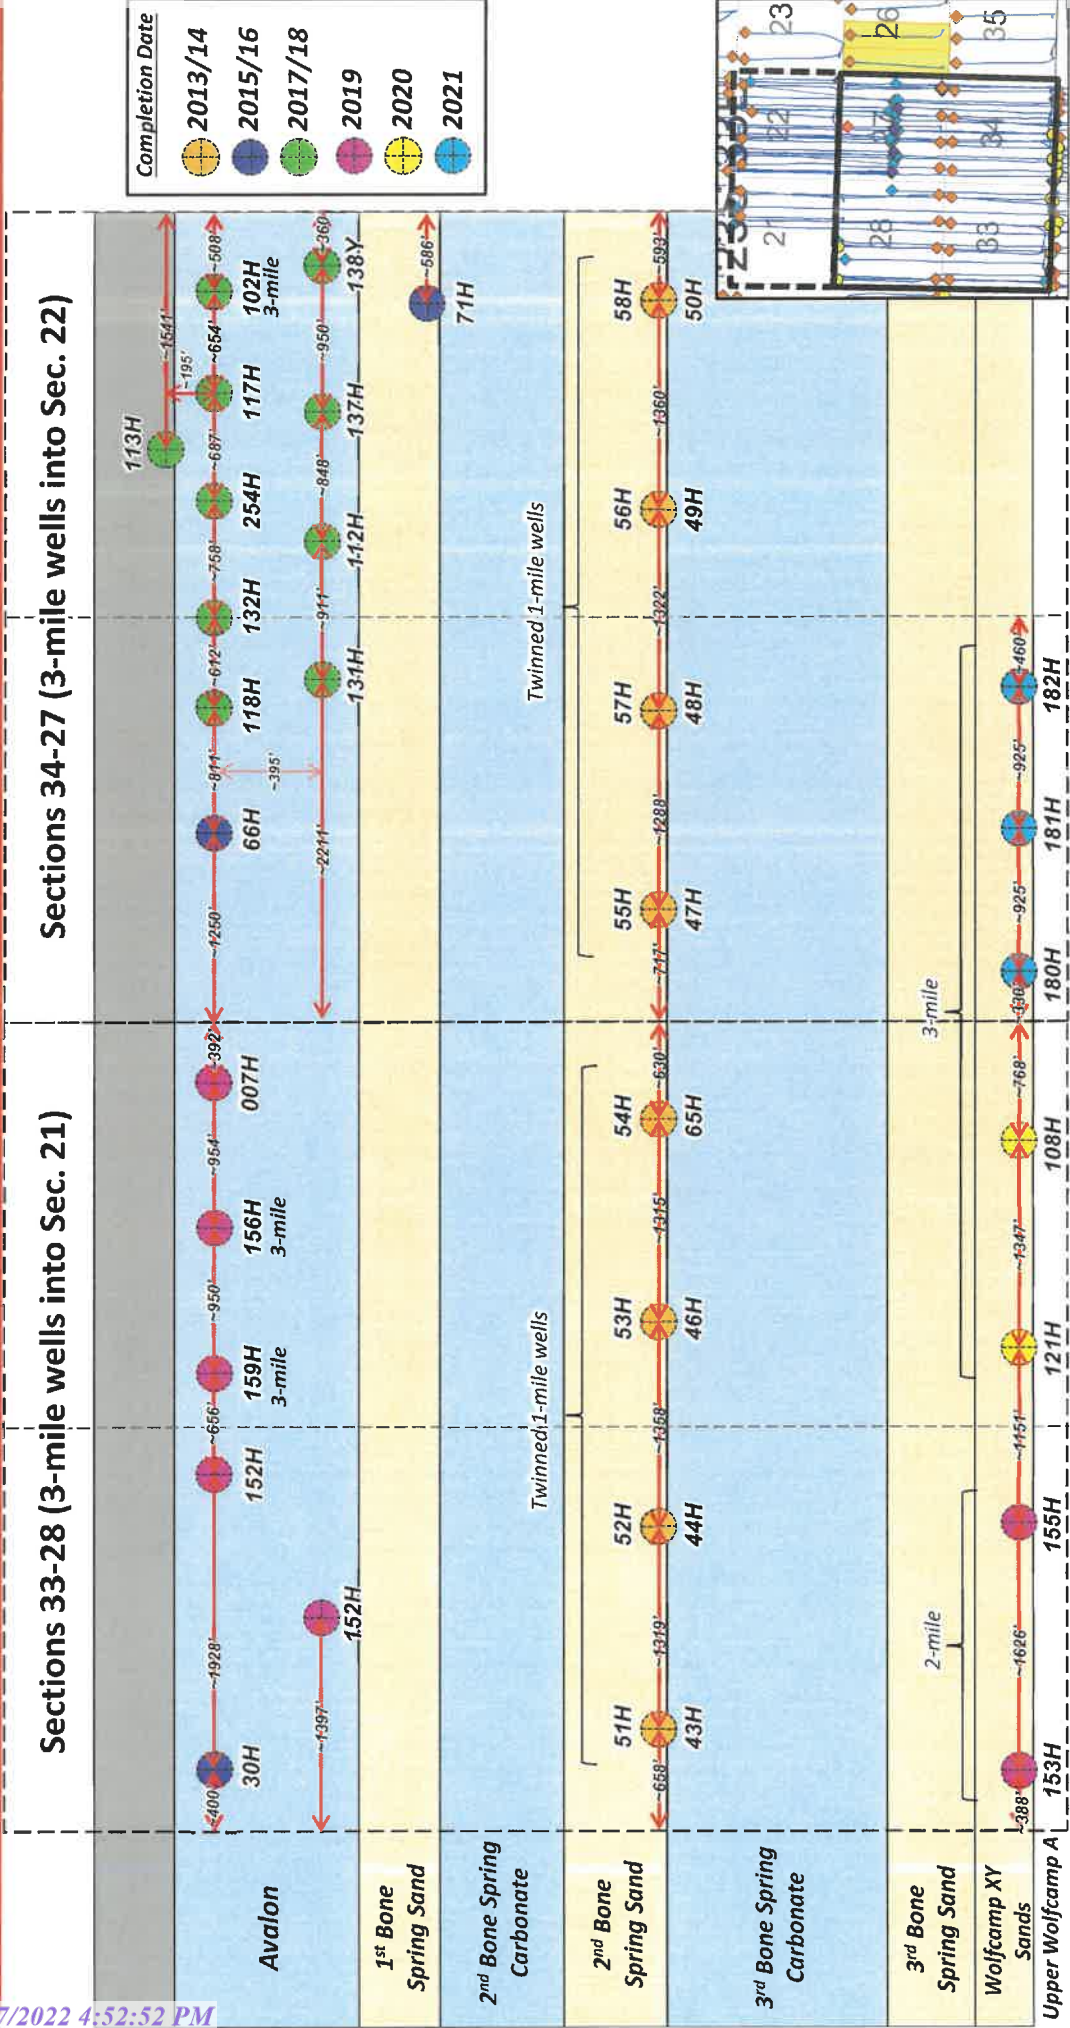 Sections 33-28 (3-mile wells into Sec. 21)
Sections 34-27 (3-mile wells into Sec. 22)
Completion Date
2013/14
2015/16
2017/18
2019
2020
2021
113H
~1541'
~195'
Avalon
~400'
30H
~1928'
152H
~656'
159H
3-mile
~950'
156H
3-mile
~954'
007H
~392'
~1250'
66H
~811'
118H
~612'
132H
~758'
254H
~687'
117H
~654'
102H
3-mile
~508'
~395'
~1397'
152H
~2211'
131H
~911'
112H
~848'
137H
~950'
138Y
~360'
1st Bone
Spring Sand
71H
~586'
2nd Bone Spring
Carbonate
Twinned 1-mile wells
Twinned 1-mile wells
2nd Bone
Spring Sand
51H
52H
53H
54H
55H
57H
56H
58H
~658'
~1319'
~1358'
~1315'
~630'
~717'
~1288'
~1322'
~1360'
~593'
43H
44H
46H
65H
47H
48H
49H
50H
3rd Bone Spring
Carbonate
3rd Bone
Spring Sand
2-mile
3-mile
Wolfcamp XY
Sands
~388'
~1626'
~1151'
~1347'
~768'
~330'
~925'
~925'
~460'
Upper Wolfcamp A
153H
155H
121H
108H
180H
181H
182H
22
23
28
26
33
34
35
7/2022 4:52:52 PM